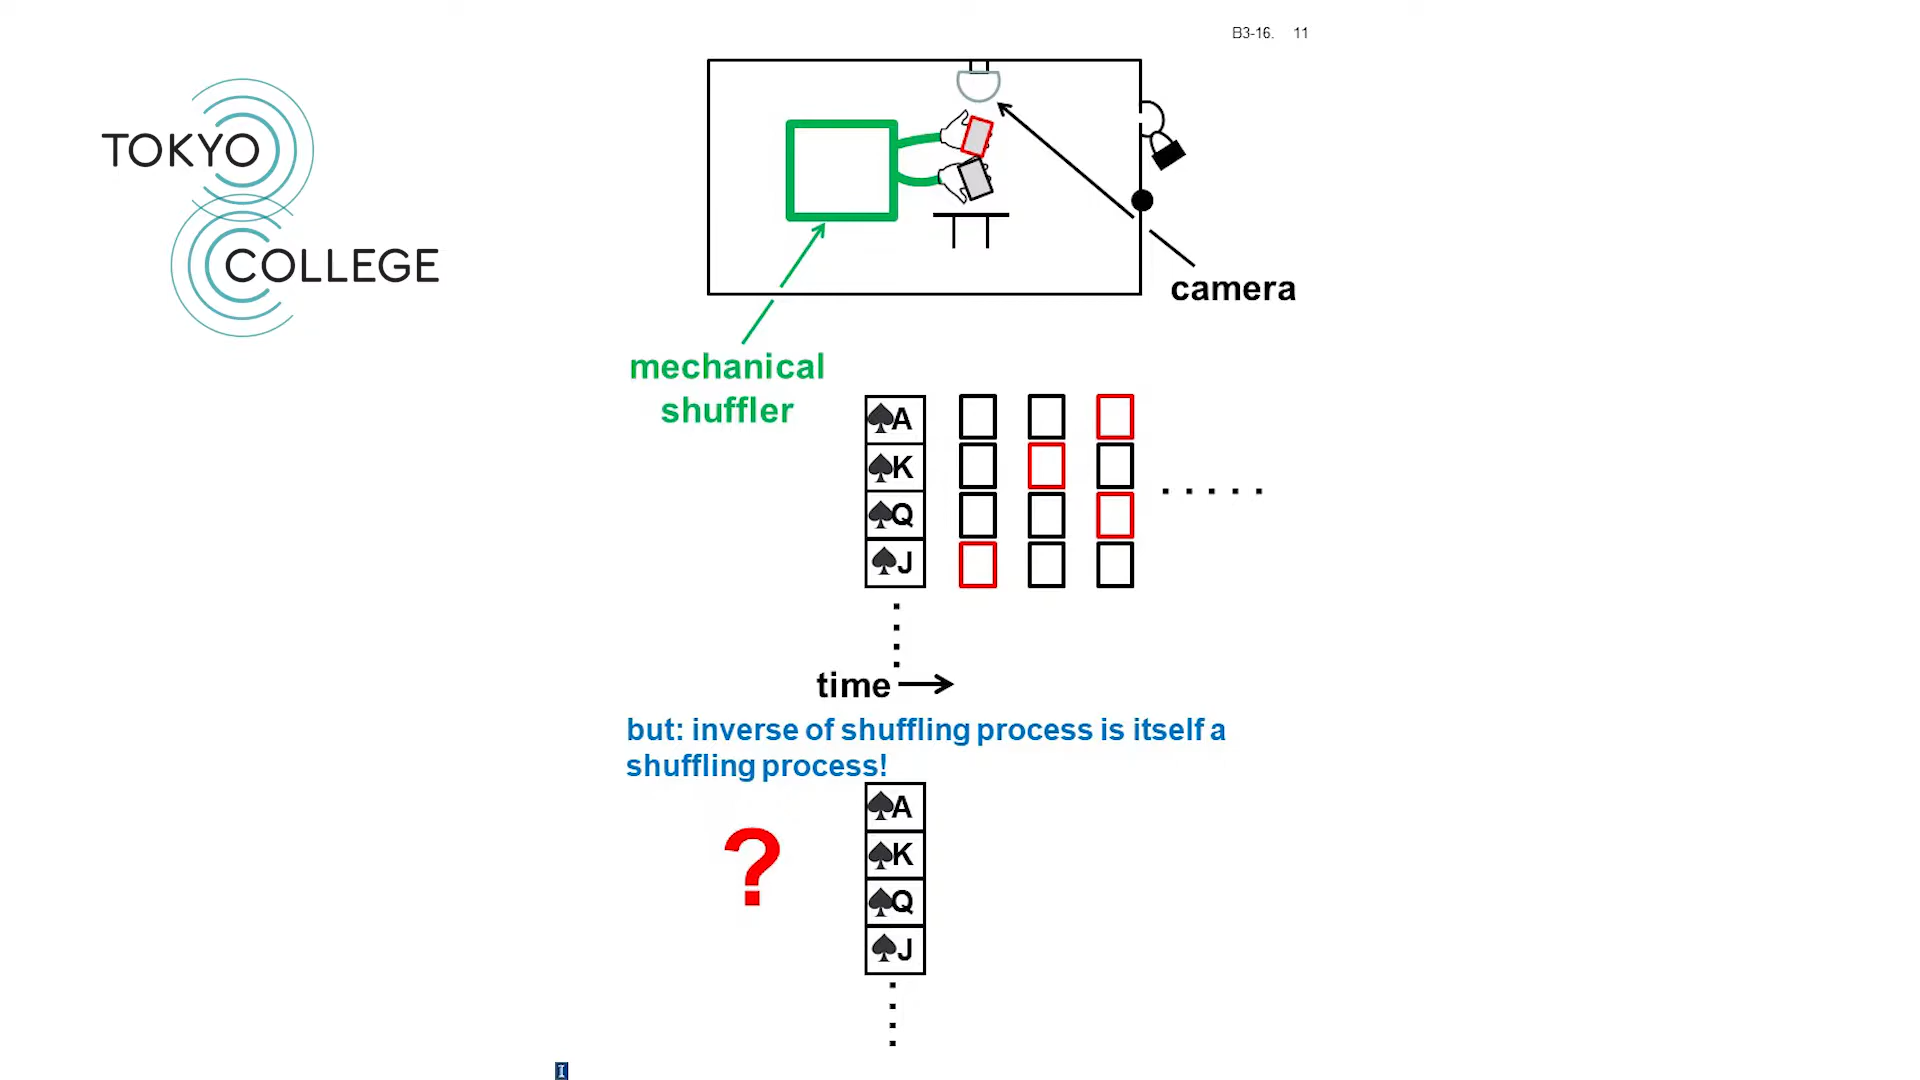 B3-16. 11
TOKYO
COLLEGE
camera
mechanical
shuffler
♠A
♠K
♠Q
♠J
time
but: inverse of shuffling process is itself a
shuffling process!
?
♠A
♠K
♠Q
♠J
I